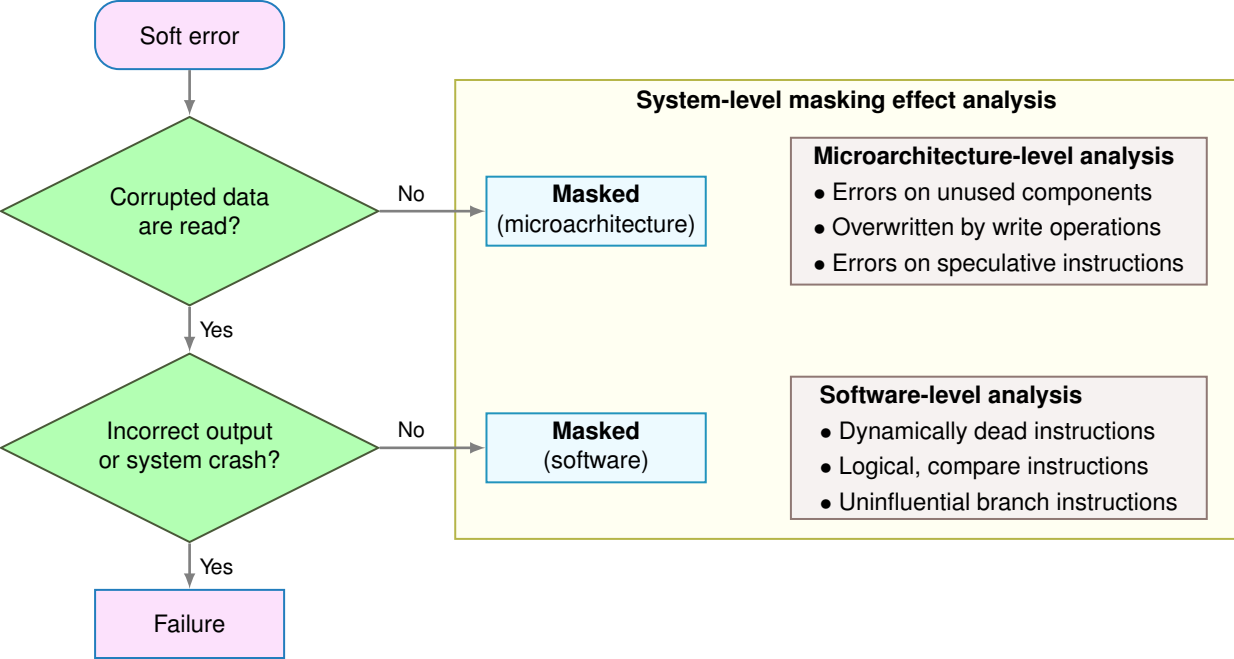 Soft error
System-level masking effect analysis
Corrupted data
are read?
No
Masked
(microacrhitecture)
Microarchitecture-level analysis
• Errors on unused components
• Overwritten by write operations
• Errors on speculative instructions
Yes
Incorrect output
or system crash?
No
Masked
(software)
Software-level analysis
• Dynamically dead instructions
• Logical, compare instructions
• Uninfluential branch instructions
Yes
Failure